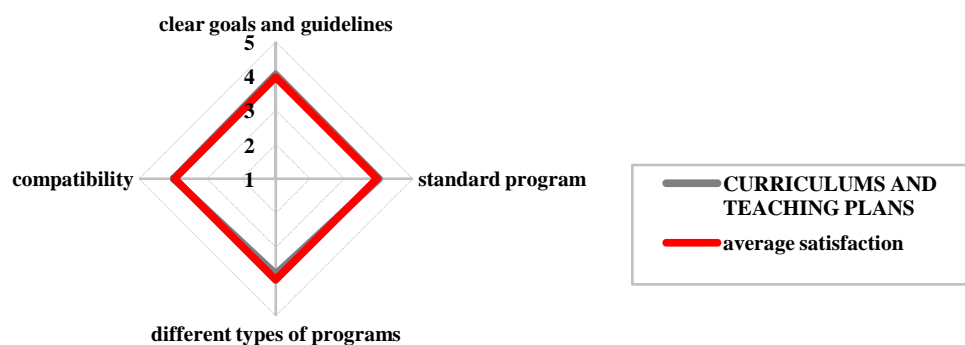 clear goals and guidelines
5
4
3
2
1
compatibility
standard program
different types of programs
CURRICULUMS AND
TEACHING PLANS
average satisfaction